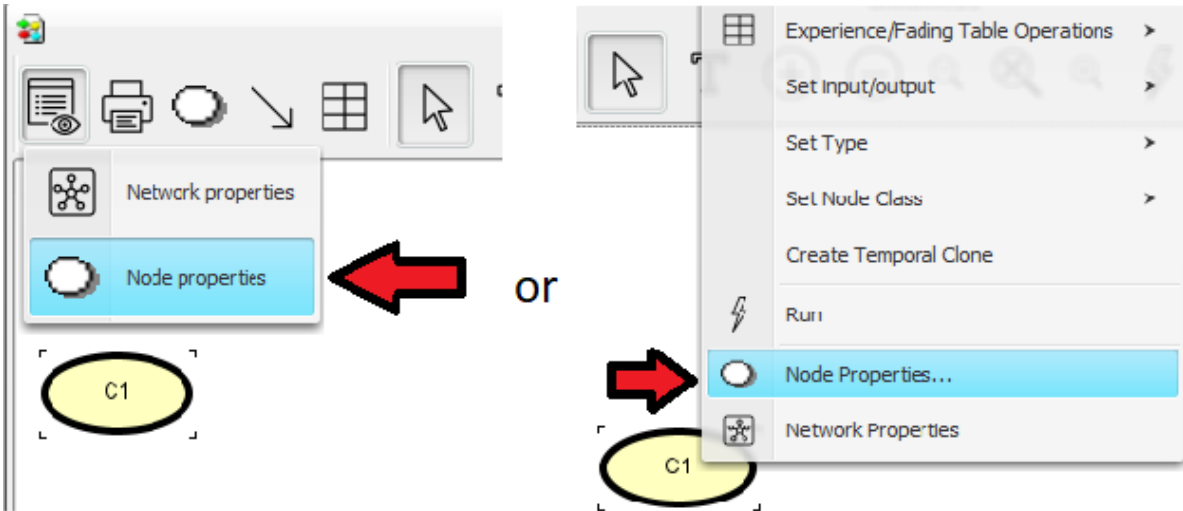 Network properties
Node properties
C1
or
Experience/Fading Table Operations
Set Input/output
Set Type
Set Node Class
Create Temporal Clone
Run
Node Properties...
Network Properties
C1